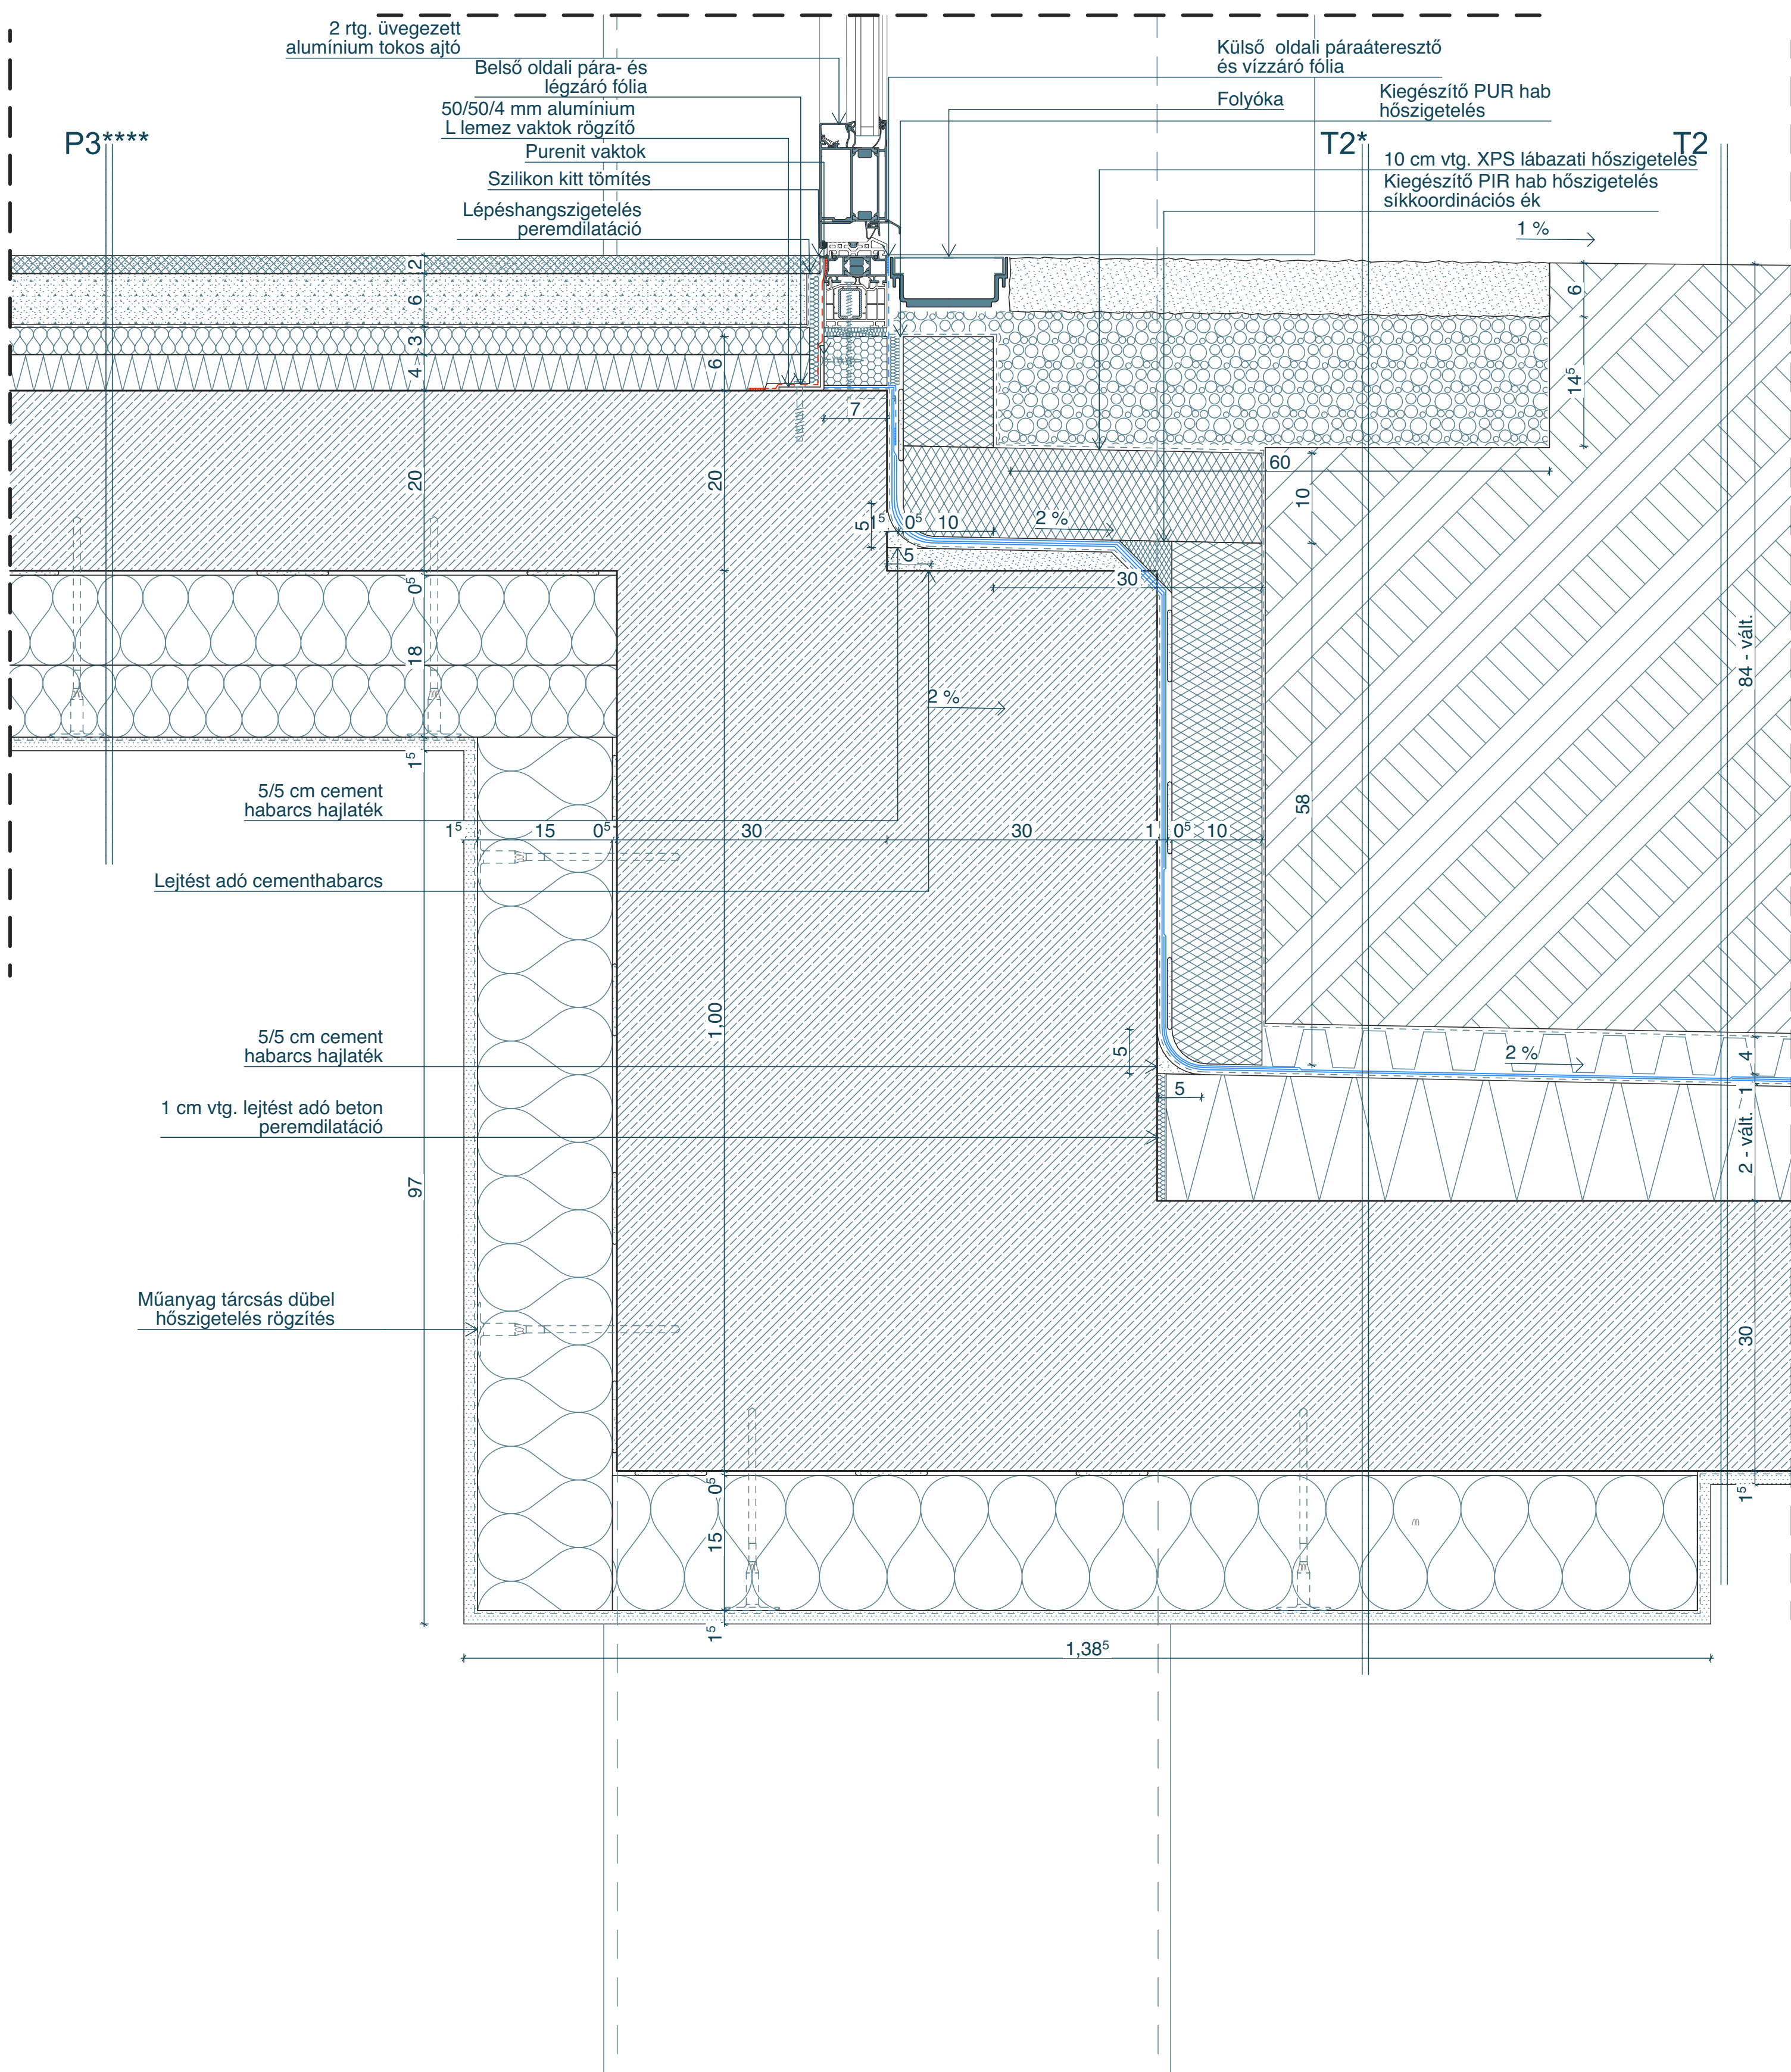 2 rtg. üvegezett
alumínium tokos ajtó
Belső oldali pára- és
légzáró fólia
50/50/4 mm alumínium
L lemez vaktok rögzítő
Purenit vaktok
Szilikon kitt tömítés
Lépéshangszigetelés
peremdilatáció
P3****
Külső oldali páraáteresztő
és vízzáró fólia
Folyóka
Kiegészítő PUR hab
hőszigetelés
T2*
T2
10 cm vtg. XPS lábazati hőszigetelés
Kiegészítő PIR hab hőszigetelés
síkkoordinációs ék
1 %
2
6
3
4
20
0⁵
18
1⁵
97
6
20
1,00
0⁵
15
1⁵
7
5
1⁵
0⁵
10
2 %
5
30
60
10
58
6
14⁵
84 - vált.
2 %
5/5 cm cement
habarcs hajlaték
1⁵
15
0⁵
30
30
1
0⁵
10
Lejtést adó cementhabarcs
5/5 cm cement
habarcs hajlaték
5
5
2 %
4
1
2 - vált.
30
1⁵
1 cm vtg. lejtést adó beton
peremdilatáció
Műanyag tárcsás dübel
hőszigetelés rögzítés
1,38⁵